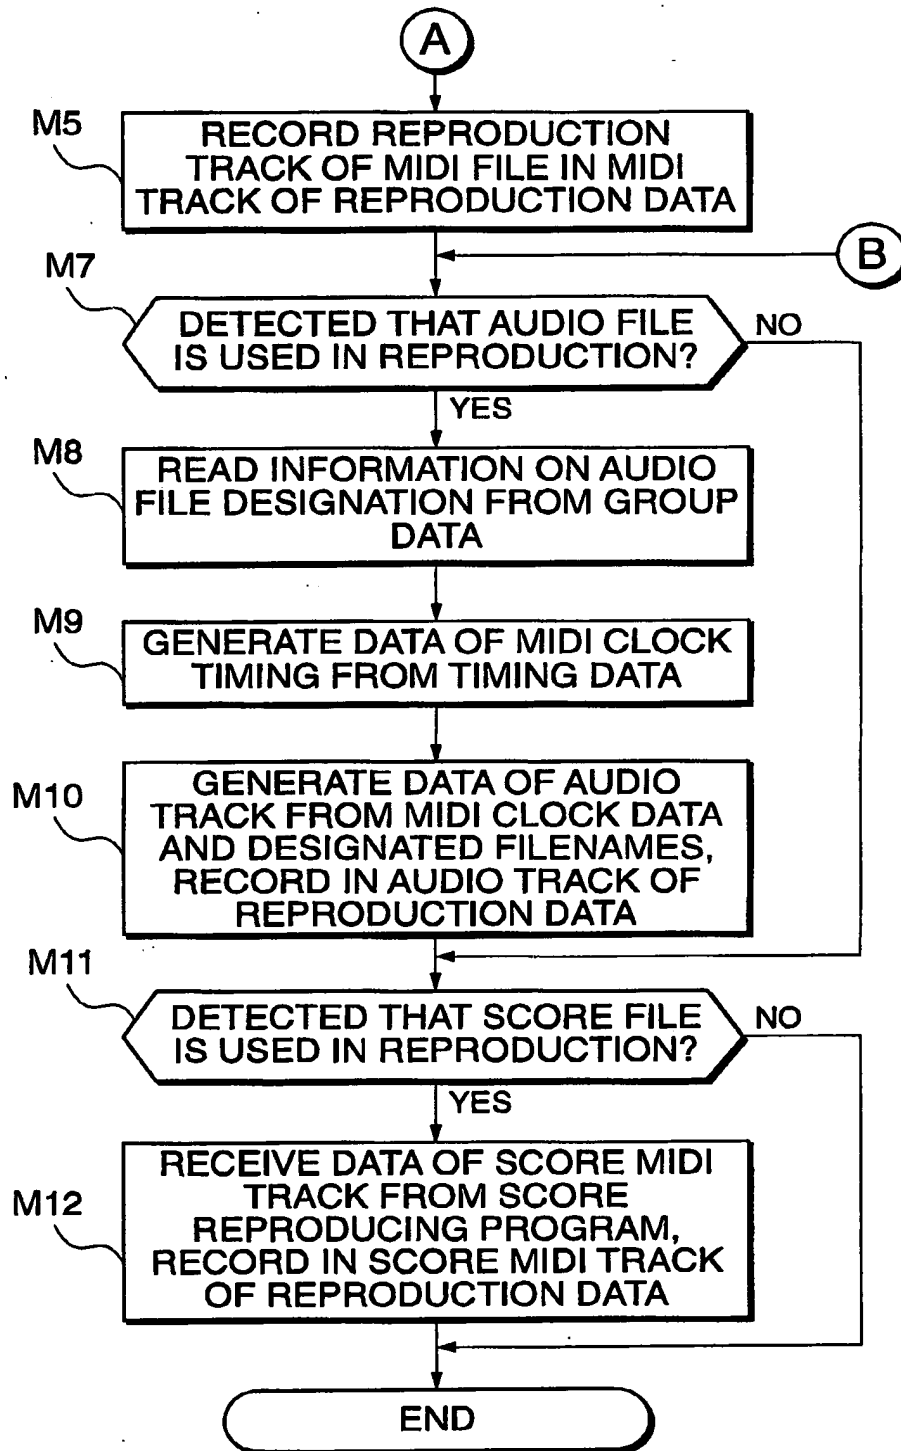 A
M5
RECORD REPRODUCTION
TRACK OF MIDI FILE IN MIDI
TRACK OF REPRODUCTION DATA
B
M7
DETECTED THAT AUDIO FILE
IS USED IN REPRODUCTION?
NO
YES
M8
READ INFORMATION ON AUDIO
FILE DESIGNATION FROM GROUP
DATA
M9
GENERATE DATA OF MIDI CLOCK
TIMING FROM TIMING DATA
M10
GENERATE DATA OF AUDIO
TRACK FROM MIDI CLOCK DATA
AND DESIGNATED FILENAMES,
RECORD IN AUDIO TRACK OF
REPRODUCTION DATA
M11
DETECTED THAT SCORE FILE
IS USED IN REPRODUCTION?
NO
YES
M12
RECEIVE DATA OF SCORE MIDI
TRACK FROM SCORE
REPRODUCING PROGRAM,
RECORD IN SCORE MIDI TRACK
OF REPRODUCTION DATA
END